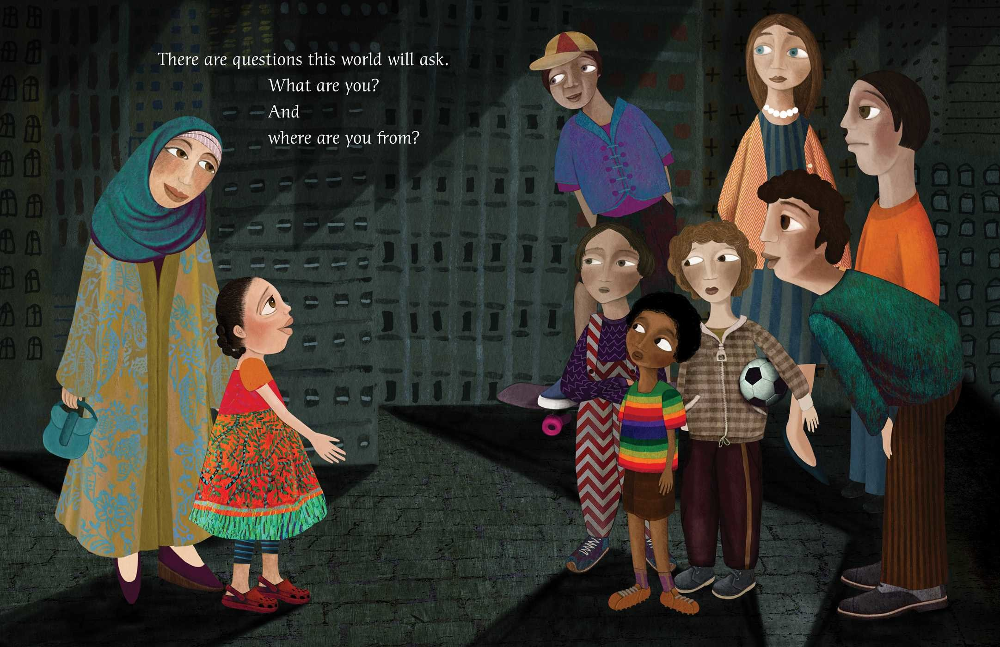 There are questions this world will ask.
What are you?
And
where are you from?